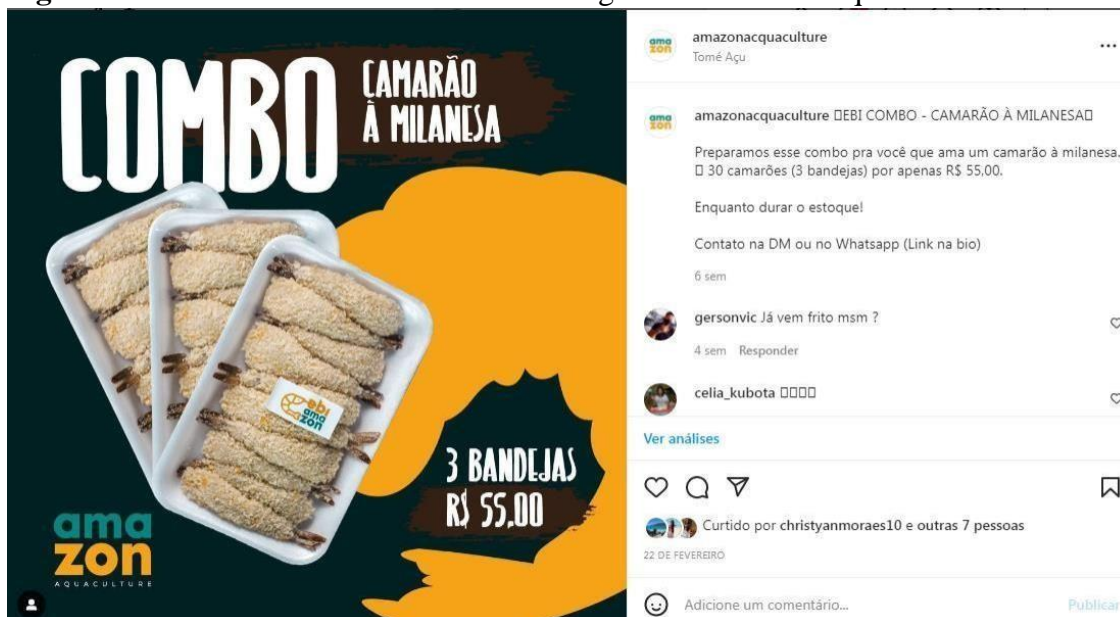 COMBO
CAMARÃO
À MILANESA
ebi
ama
zon
3 BANDEJAS
R$ 55,00
ama
zon
AQUACULTURE
ama
zon
amazonacquaculture
Tomé Açu
ama
zon
amazonacquaculture ▯EBI COMBO - CAMARÃO À MILANESA▯
Preparamos esse combo pra você que ama um camarão à milanesa.
▯ 30 camarões (3 bandejas) por apenas R$ 55,00.
Enquanto durar o estoque!
Contato na DM ou no Whatsapp (Link na bio)
6 sem
gersonvic Já vem frito msm ?
4 sem Responder
celia_kubota ▯▯▯▯
Ver análises
Curtido por christyanmoraes10 e outras 7 pessoas
22 DE FEVEREIRO
Adicione um comentário...
Publicar